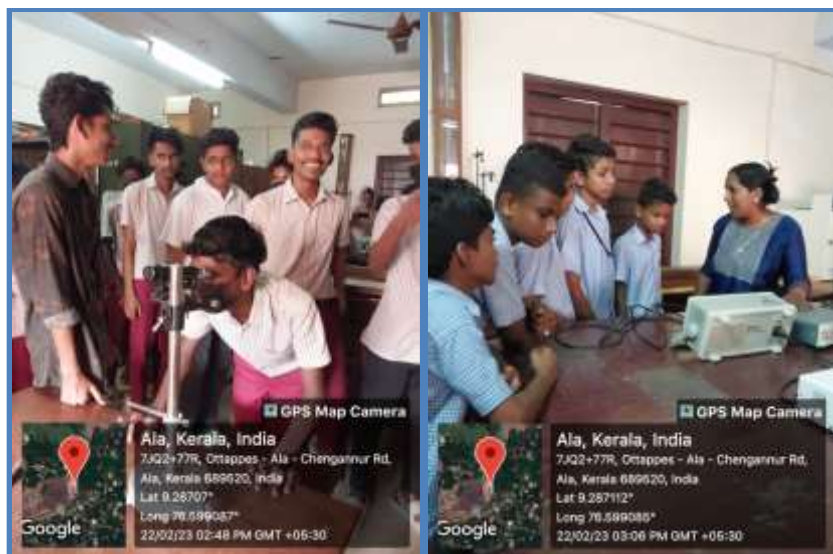 GPS Map Camera
Ala, Kerala, India
7JQ2+77R, Ottappes - Ala - Chengannur Rd,
Ala, Kerala 689520, India
Lat 9.28707°
Long 76.599087°
22/02/23 02:48 PM GMT +05:30
Google
GPS Map Camera
Ala, Kerala, India
7JQ2+77R, Ottappes - Ala - Chengannur Rd,
Ala, Kerala 689520, India
Lat 9.287112°
Long 76.599085°
22/02/23 03:06 PM GMT +05:30
Google